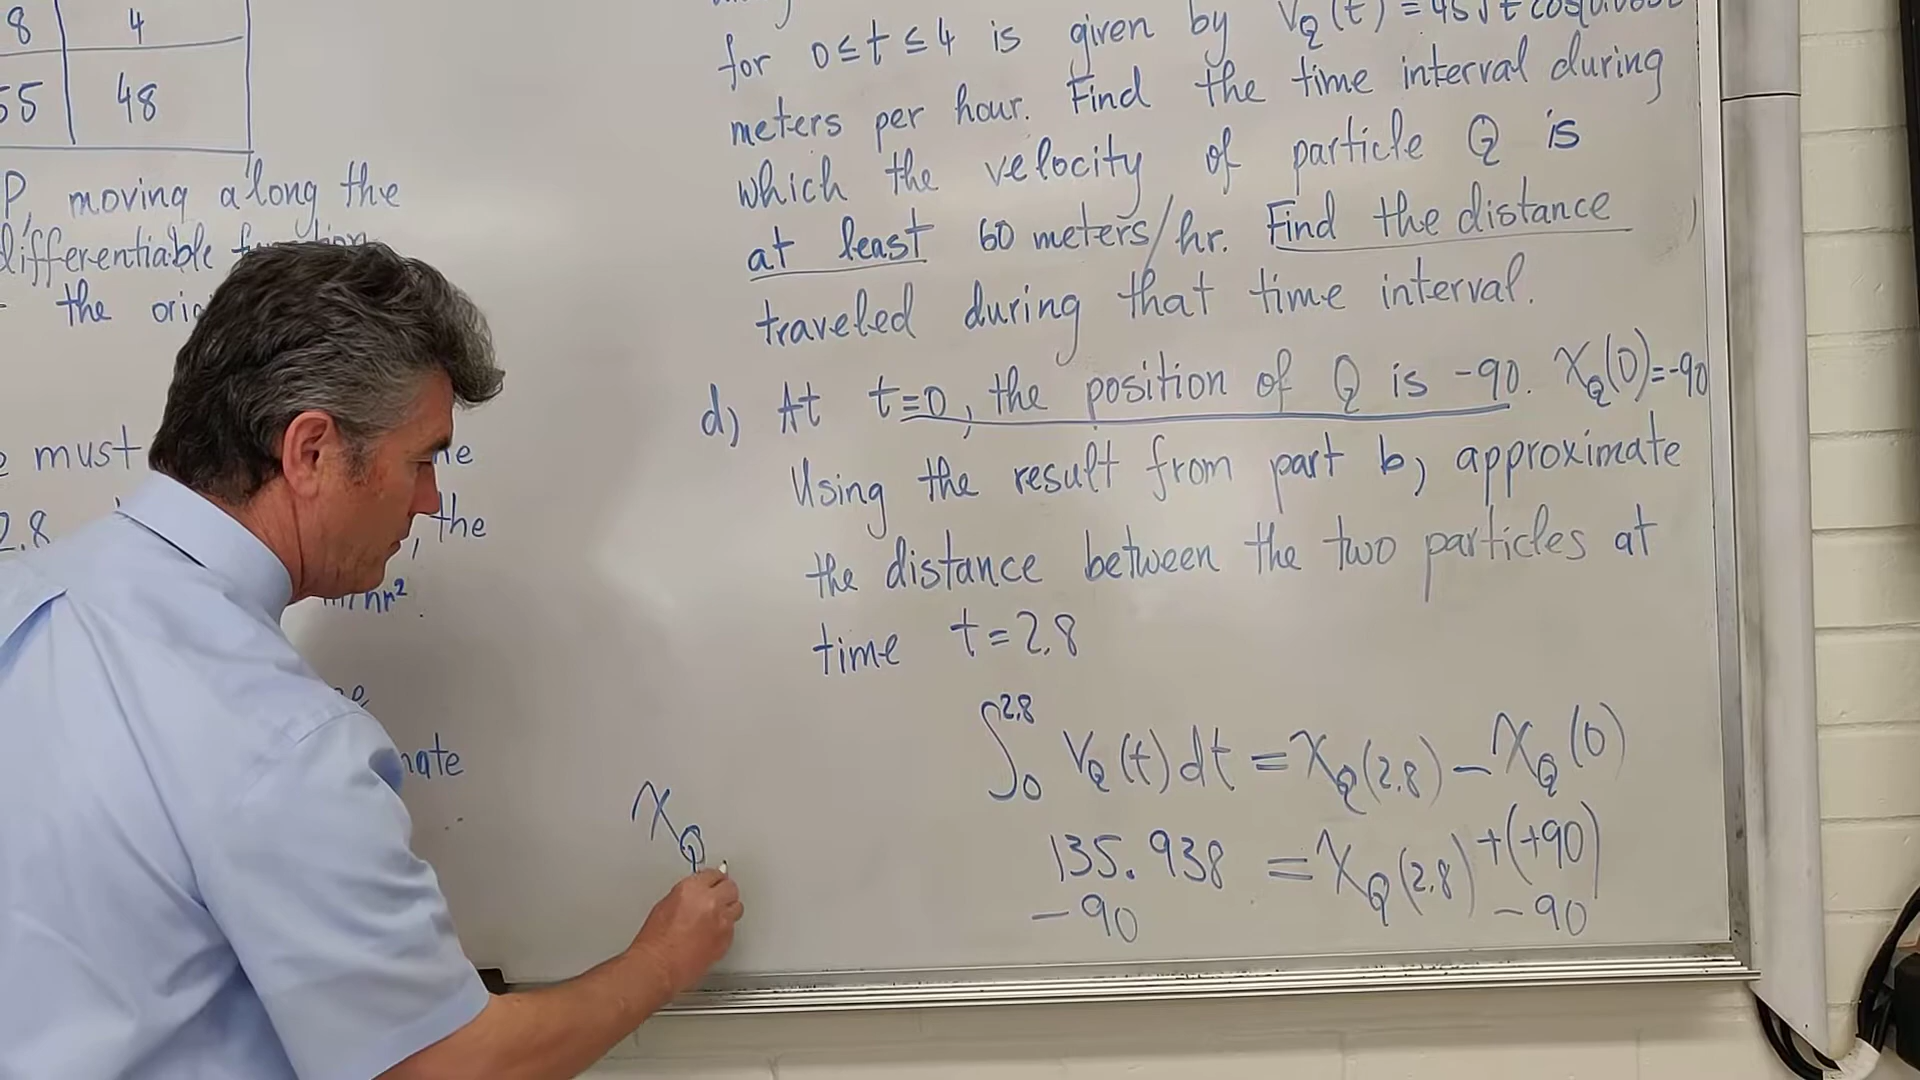 8 4
55 48
P, moving along the
differentiable function
the
must
2.8 , the
m/hr².
for 0≤t≤4 is given by V_Q(t)=45√t cos(0.063t²
meters per hour. Find the time interval during
which the velocity of particle Q is
at least 60 meters/hr. Find the distance
traveled during that time interval.
d) At t=0, the position of Q is -90. X_Q(0)=-90
Using the result from part b, approximate
the distance between the two particles at
time t=2.8
∫₀^2.8 V_Q(t)dt = X_Q(2.8) - X_Q(0)
135.938 = X_Q(2.8) +(+90)
-90 -90
X_Q